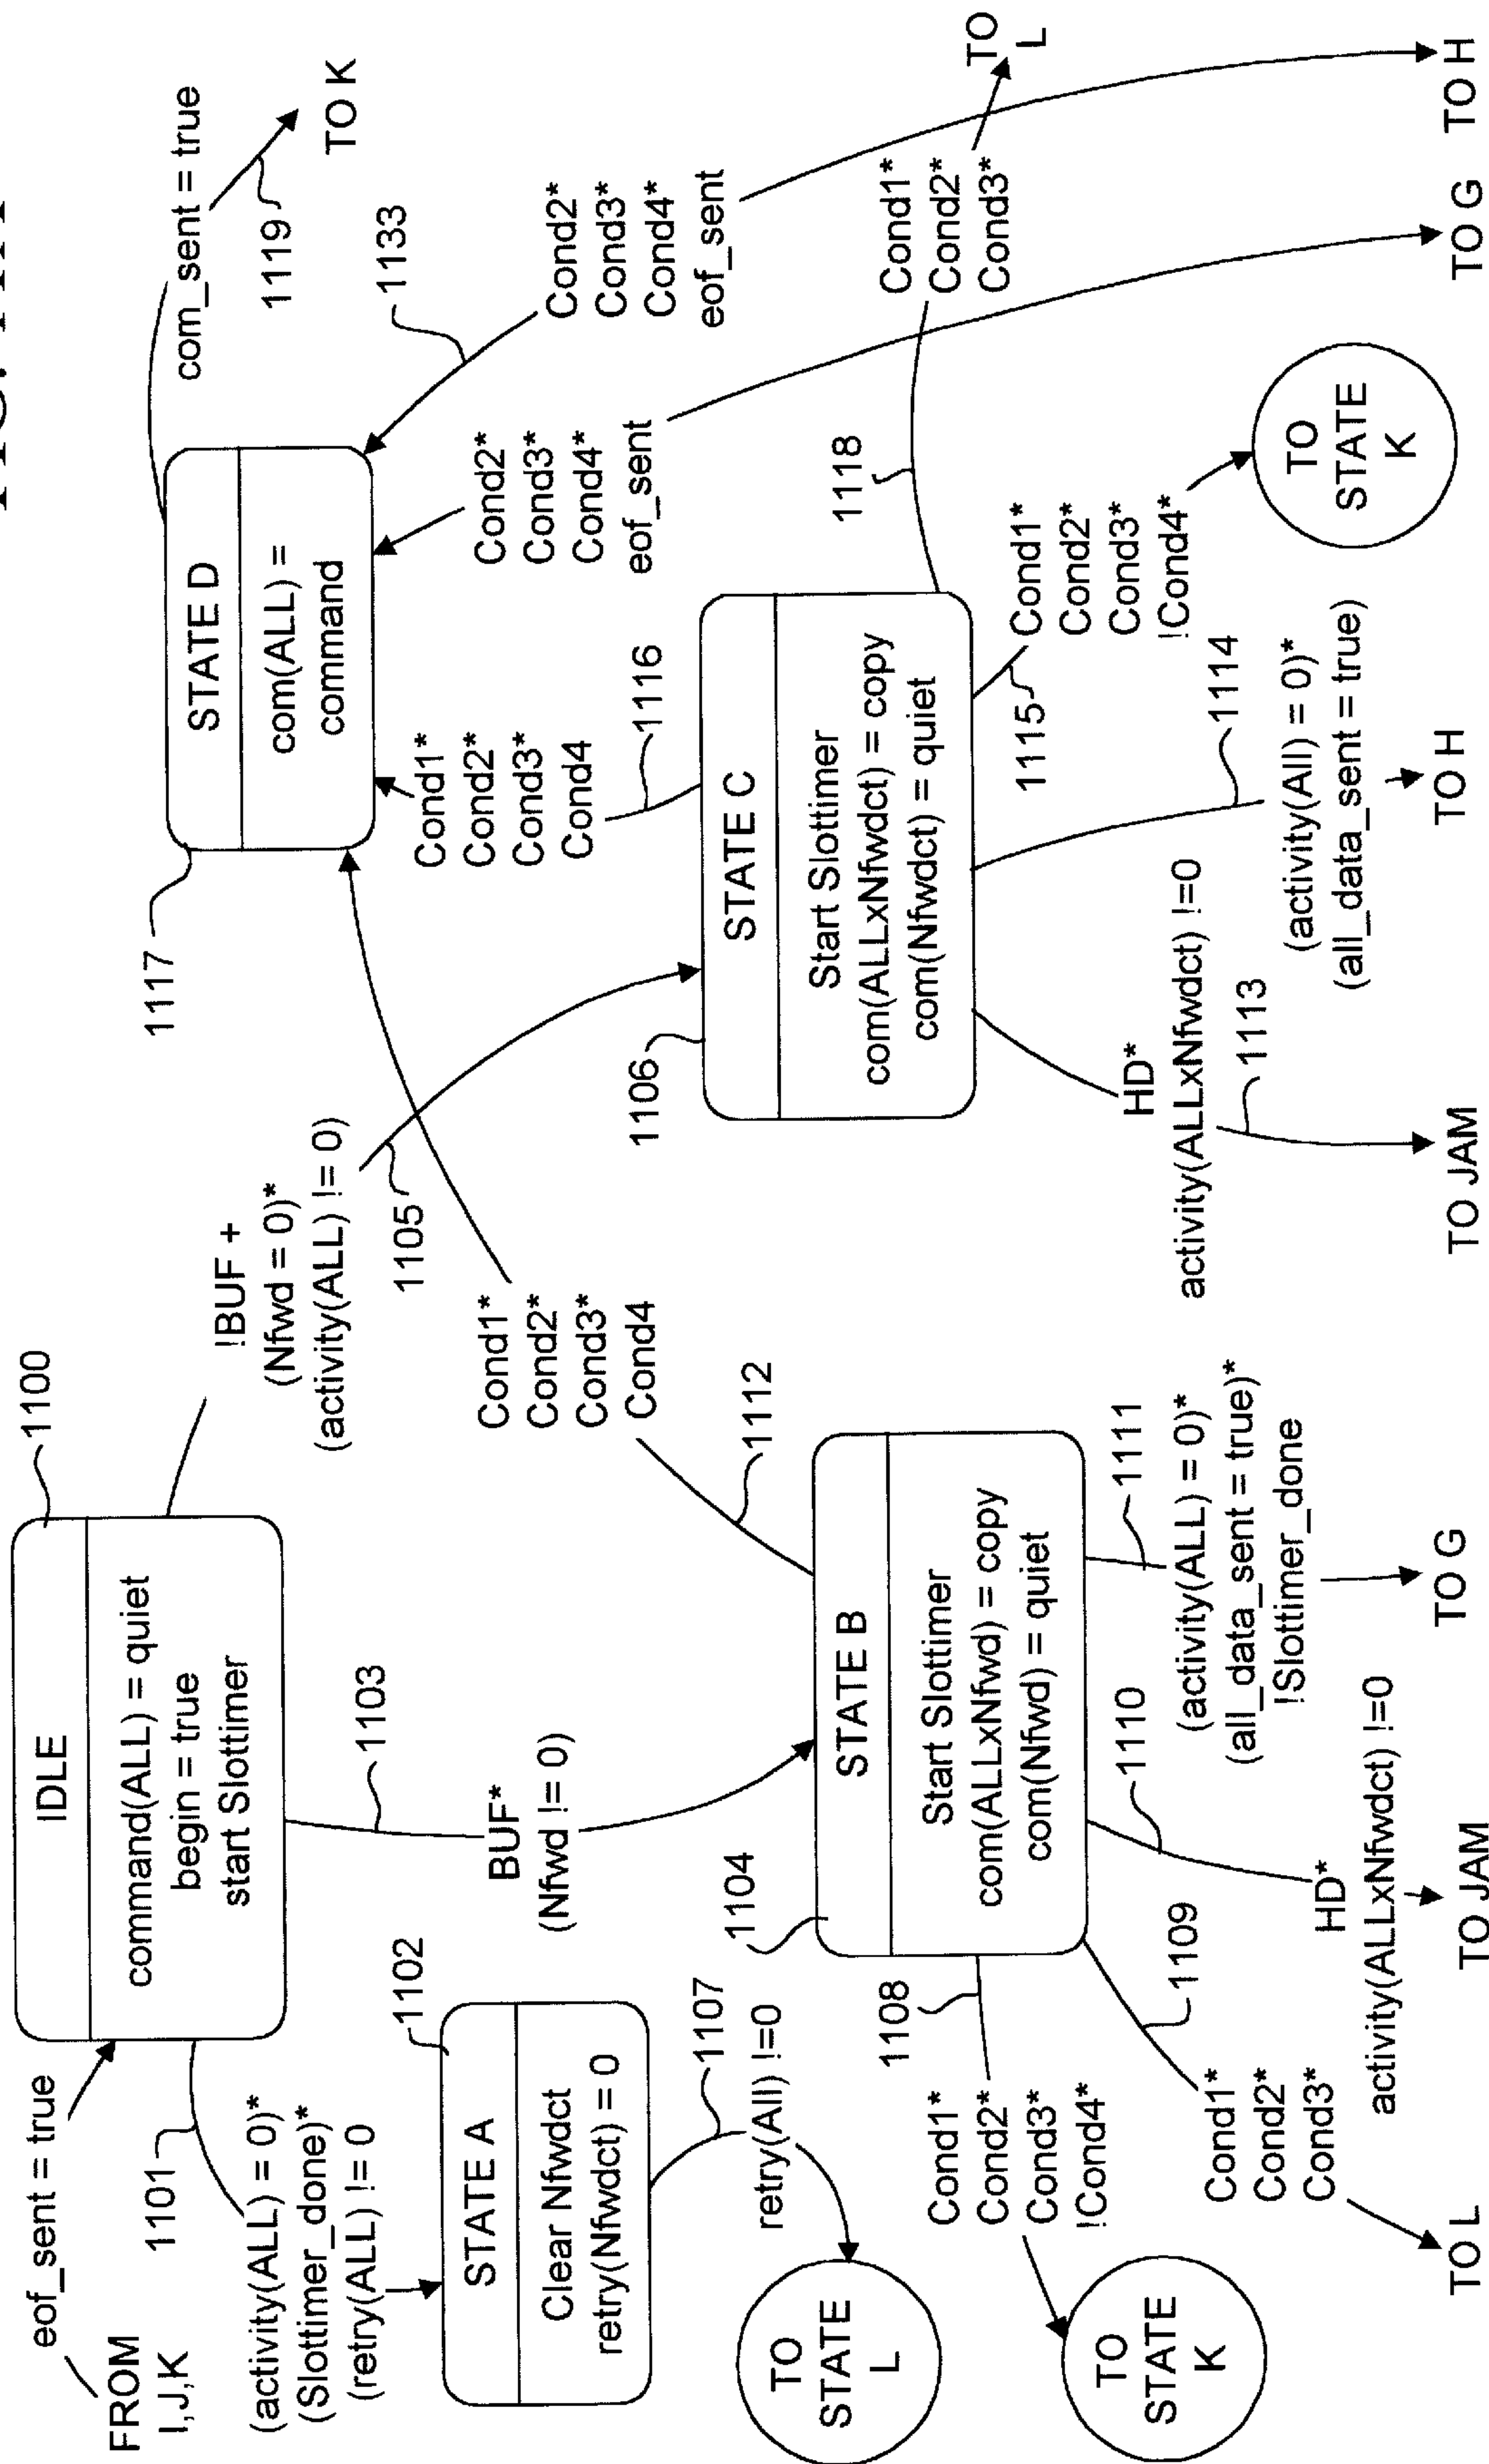 FROM
I,J,K
eof_sent = true
IDLE
command(ALL) = quiet
begin = true
start Slottimer
1100
1101
(activity(ALL) = 0)*
(Slottimer_done)*
(retry(ALL) != 0
1103
BUF*
(Nfwd != 0)
!BUF +
(Nfwd = 0)*
(activity(ALL) != 0)
1105
1102
STATE A
Clear Nfwdct
retry(Nfwdct) = 0
1107
retry(All) !=0
TO
STATE
L
1104
STATE B
Start Slottimer
com(ALLxNfwd) = copy
com(Nfwd) = quiet
1108
Cond1*
Cond2*
Cond3*
!Cond4*
TO
STATE
K
1109
Cond1*
Cond2*
Cond3*
TO L
1110
HD*
activity(ALLxNfwdct) !=0
TO JAM
1111
(activity(ALL) = 0)*
(all_data_sent = true)*
!Slottimer_done
TO G
1112
Cond1*
Cond2*
Cond3*
Cond4
1117
STATE D
com(ALL) =
command
com_sent = true
1119
TO K
1133
Cond2*
Cond3*
Cond4*
eof_sent
TO H
Cond2*
Cond3*
Cond4*
eof_sent
TO G
Cond1*
Cond2*
Cond3*
Cond4
1116
1106
STATE C
Start Slottimer
com(ALLxNfwdct) = copy
com(Nfwdct) = quiet
1118
Cond1*
Cond2*
Cond3*
TO
L
1115
Cond1*
Cond2*
Cond3*
!Cond4*
TO
STATE
K
1114
(activity(All) = 0)*
(all_data_sent = true)
TO H
HD*
activity(ALLxNfwdct) !=0
1113
TO JAM